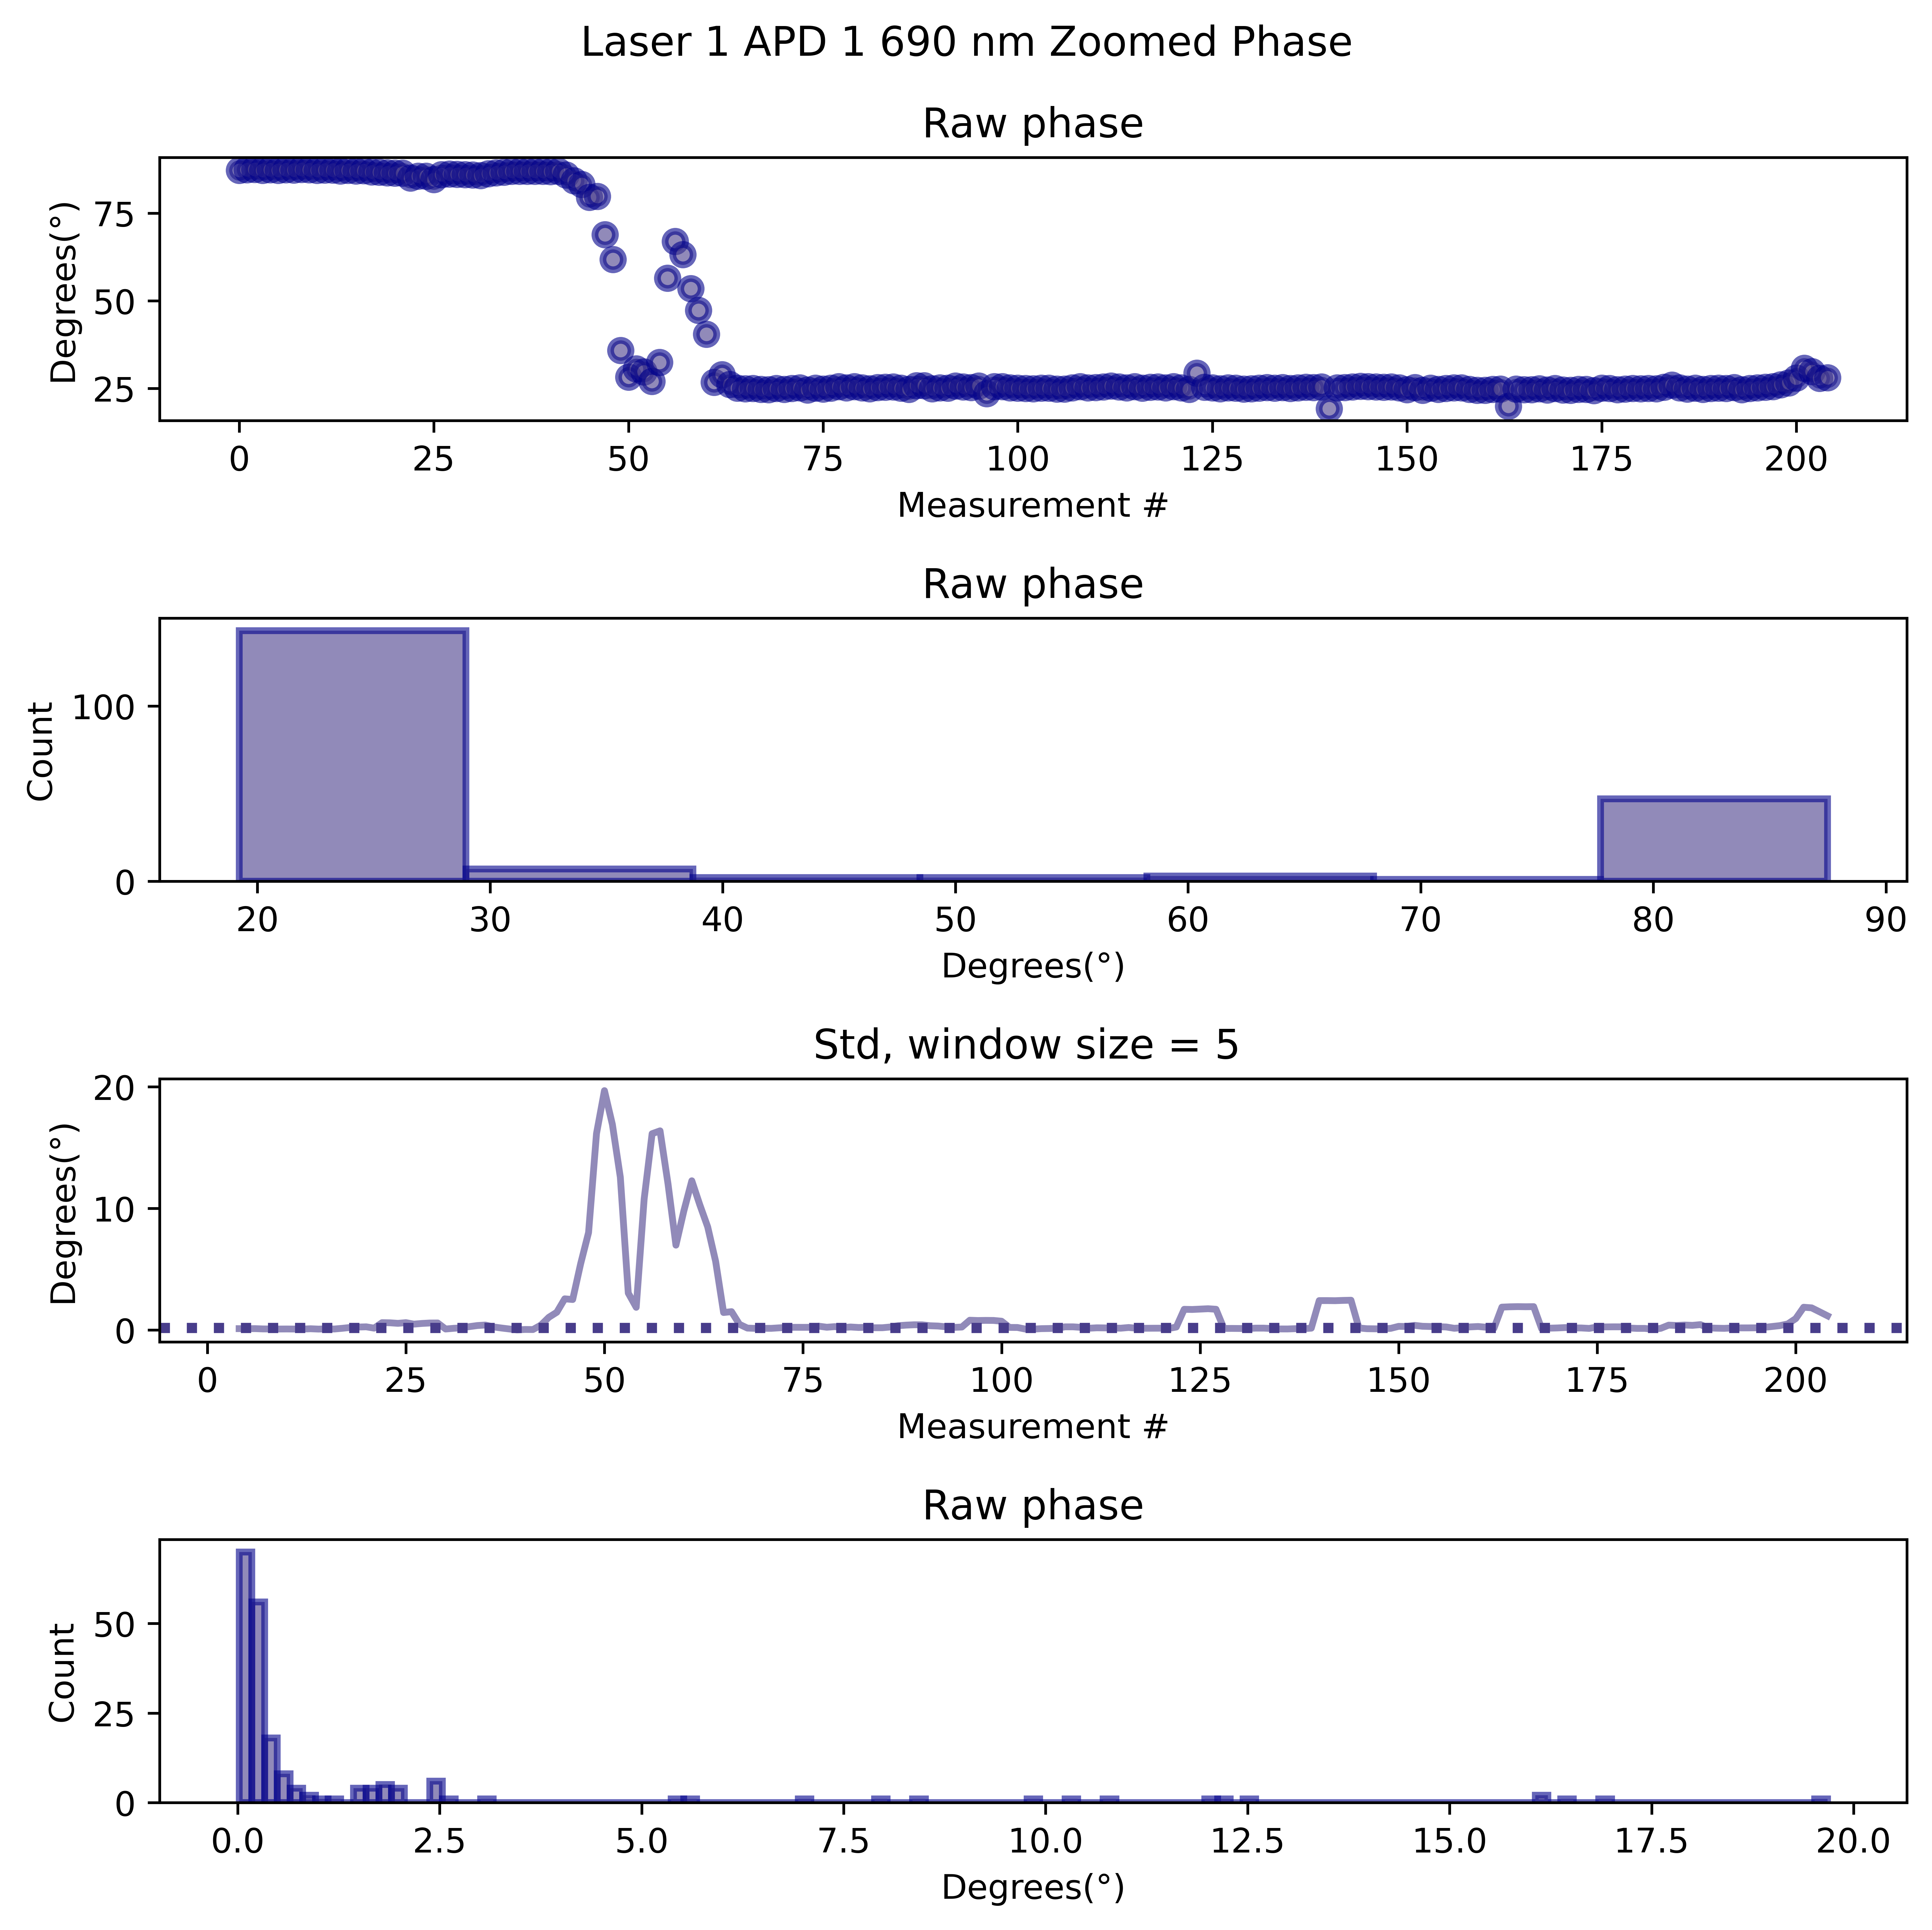 Laser 1 APD 1 690 nm Zoomed Phase
Raw phase
Degrees(°)
75
50
25
0 25 50 75 100 125 150 175 200
Measurement #
Raw phase
Count
100
0
20 30 40 50 60 70 80 90
Degrees(°)
Std, window size = 5
Degrees(°)
20
10
0
0 25 50 75 100 125 150 175 200
Measurement #
Raw phase
Count
50
25
0
0.0 2.5 5.0 7.5 10.0 12.5 15.0 17.5 20.0
Degrees(°)